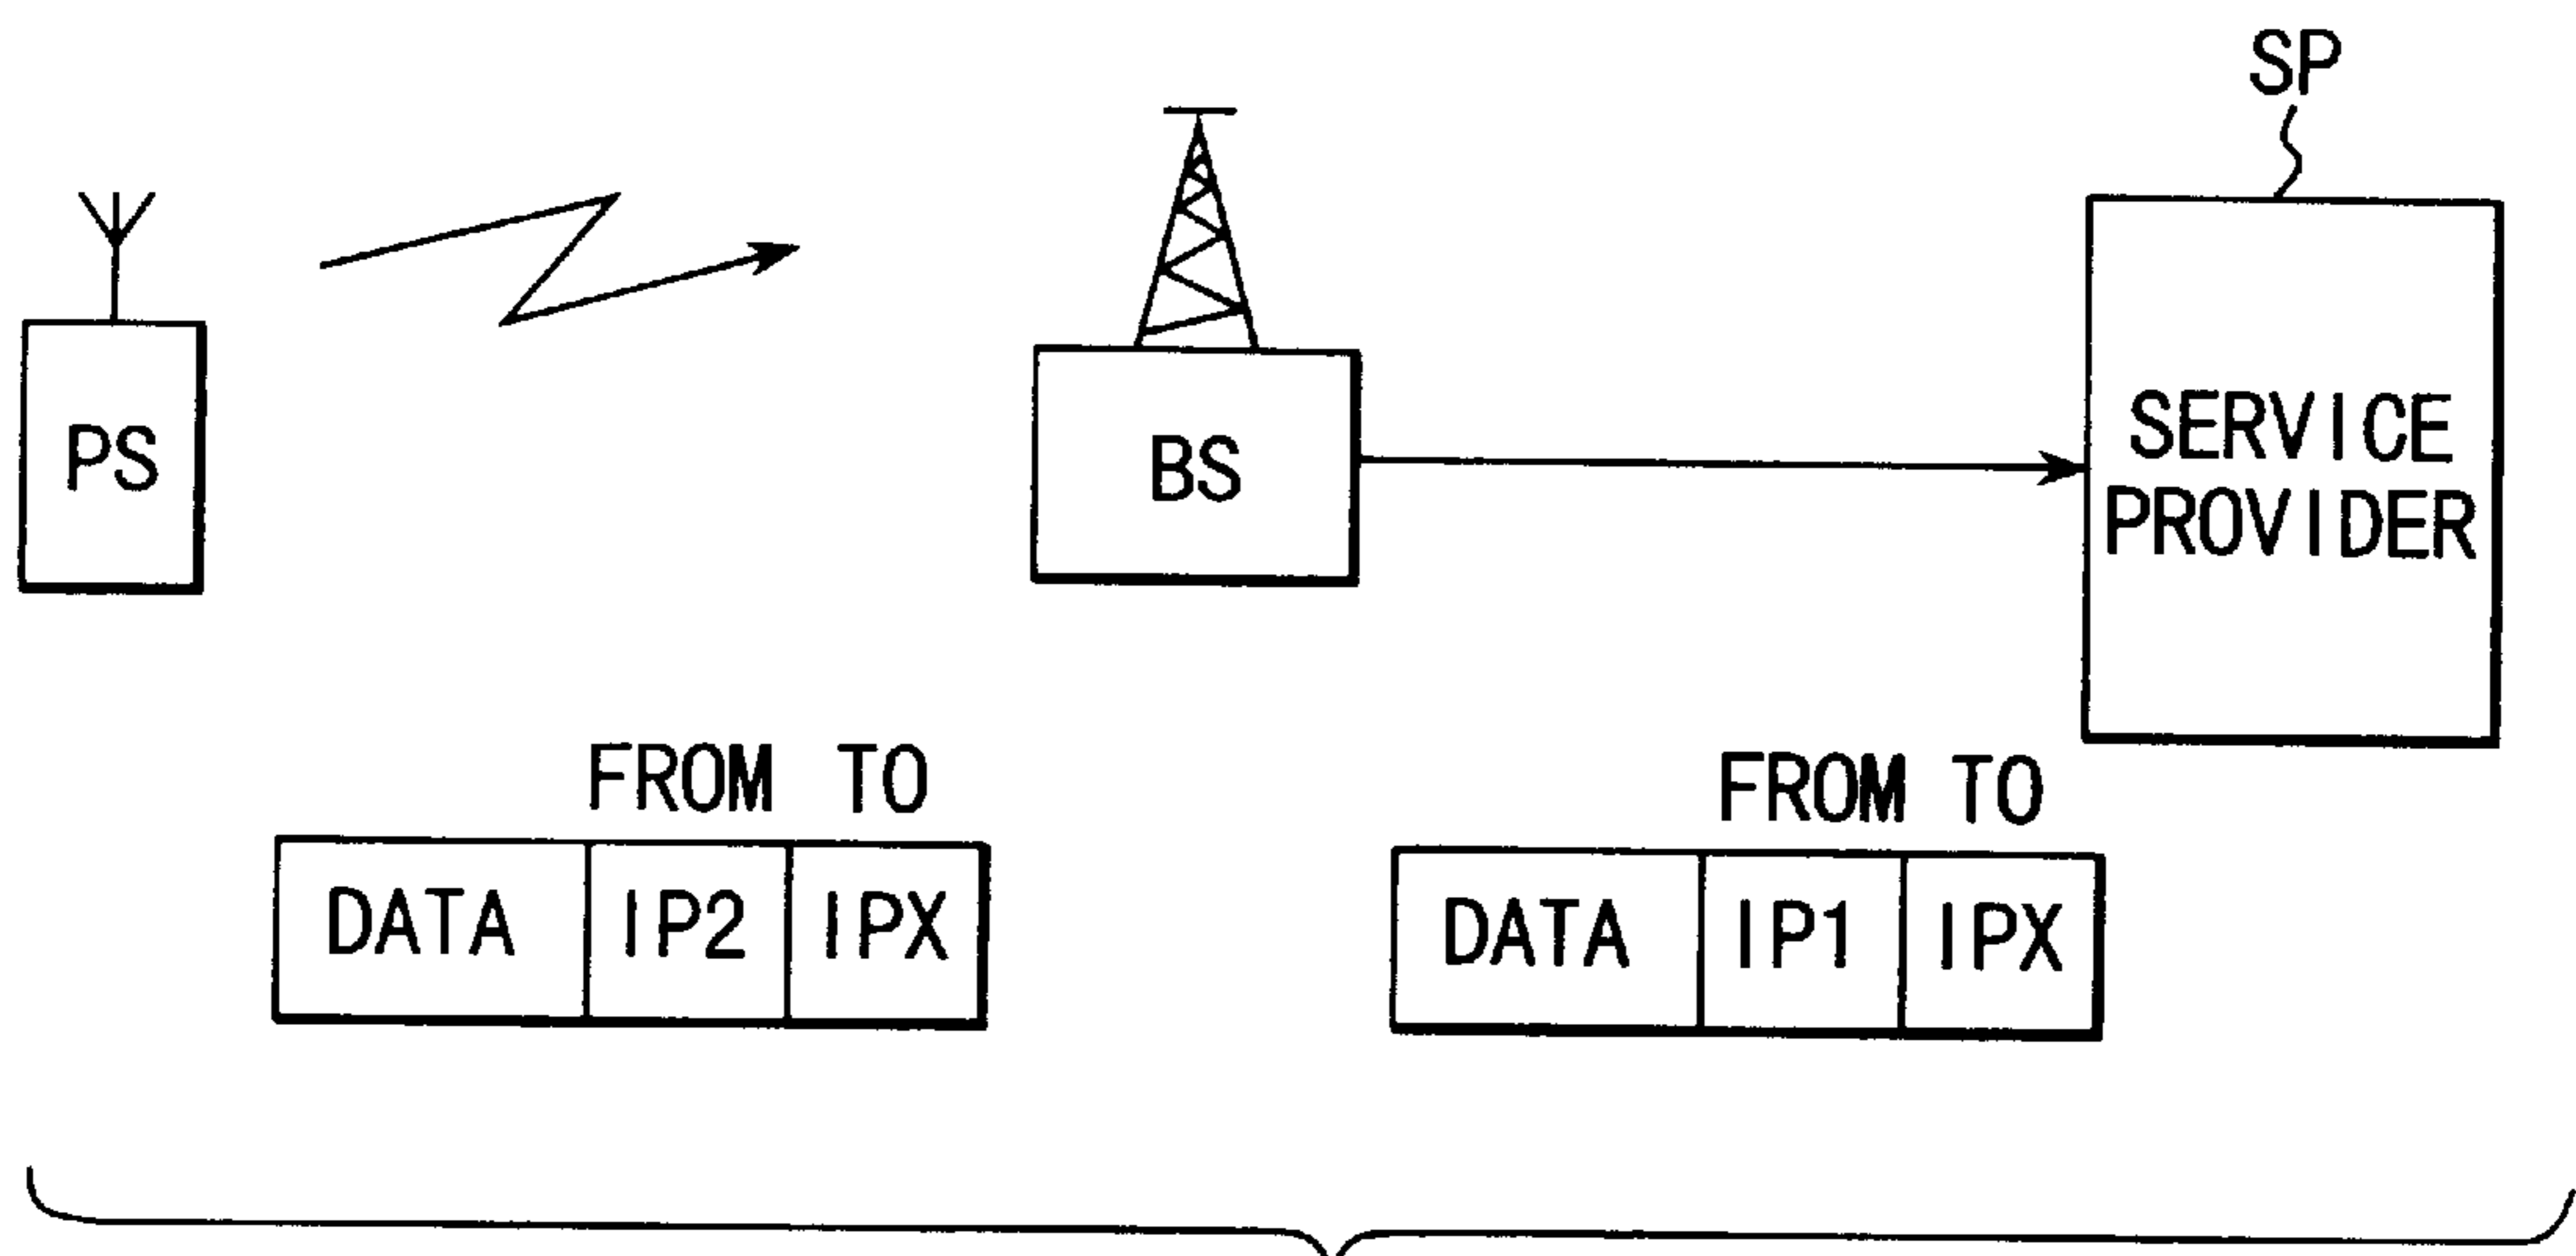 SP
PS
BS
SERVICE
PROVIDER
FROM TO
DATA IP2 IPX
FROM TO
DATA IP1 IPX